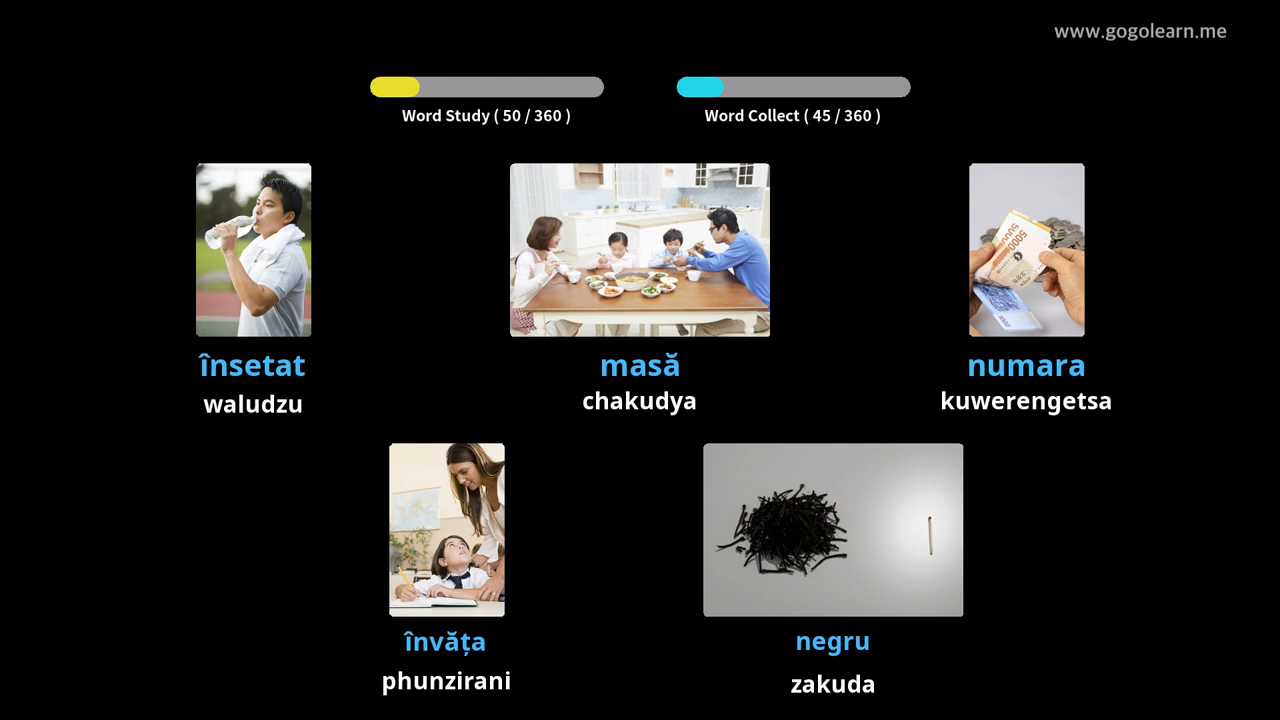 www.gogolearn.me
Word Study ( 50 / 360 )
Word Collect ( 45 / 360 )
însetat
waludzu
masă
chakudya
numara
kuwerengetsa
învăța
phunzirani
negru
zakuda